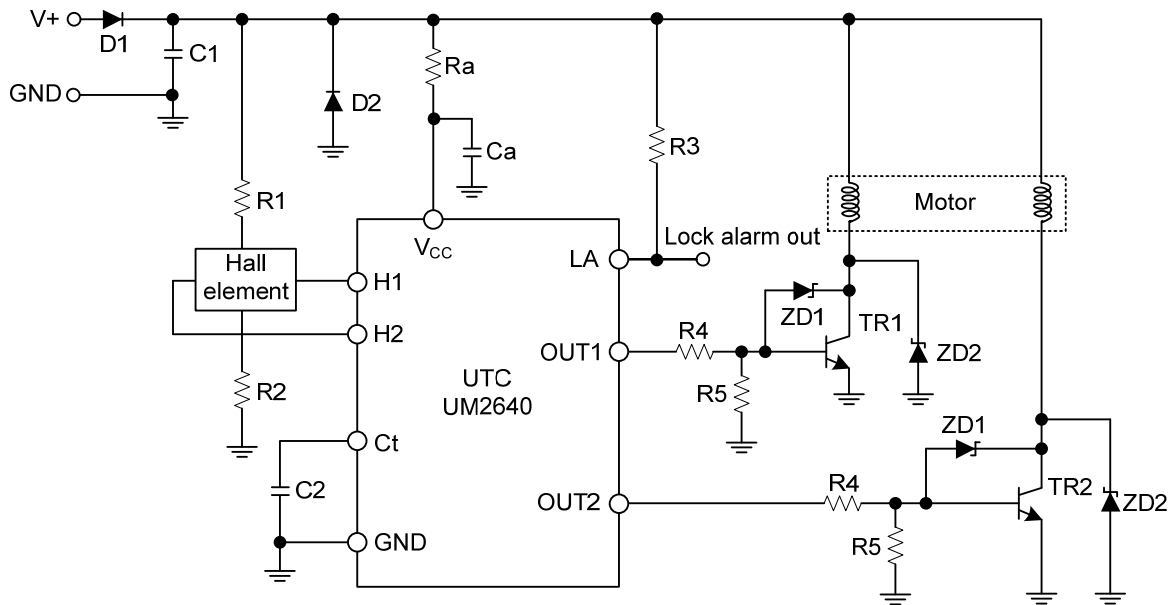 V+
D1
C1
GND
Ra
D2
Ca
R3
R1
Motor
Hall
element
VCC
LA
Lock alarm out
H1
ZD1
TR1
H2
R4
OUT1
ZD2
R5
R2
UTC
UM2640
Ct
ZD1
C2
R4
TR2
OUT2
ZD2
R5
GND